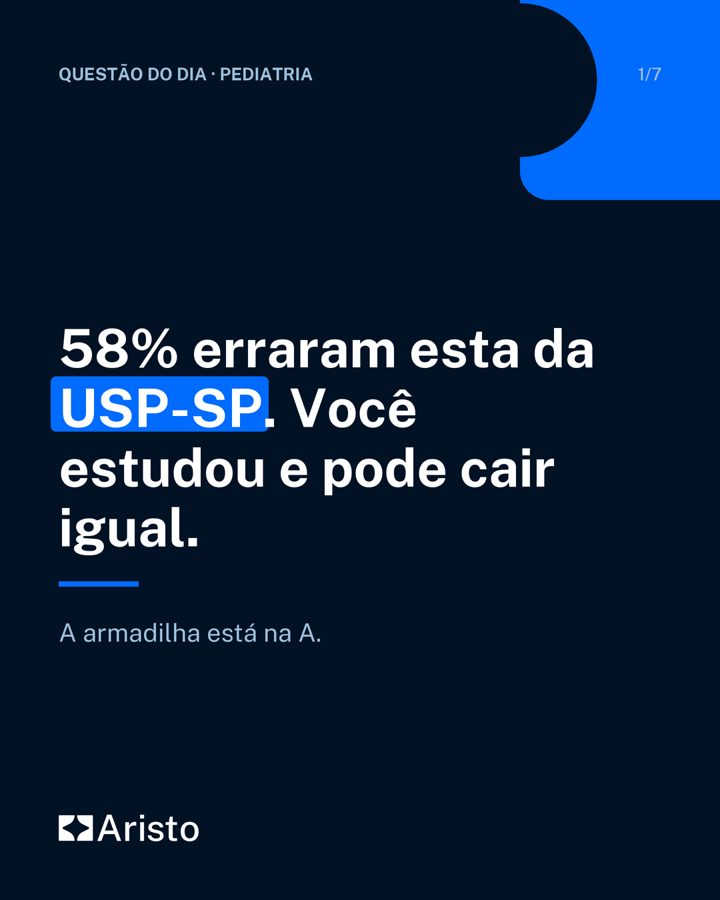 QUESTÃO DO DIA · PEDIATRIA
1/7
58% erraram esta da
USP-SP. Você
estudou e pode cair
igual.
A armadilha está na A.
Aristo